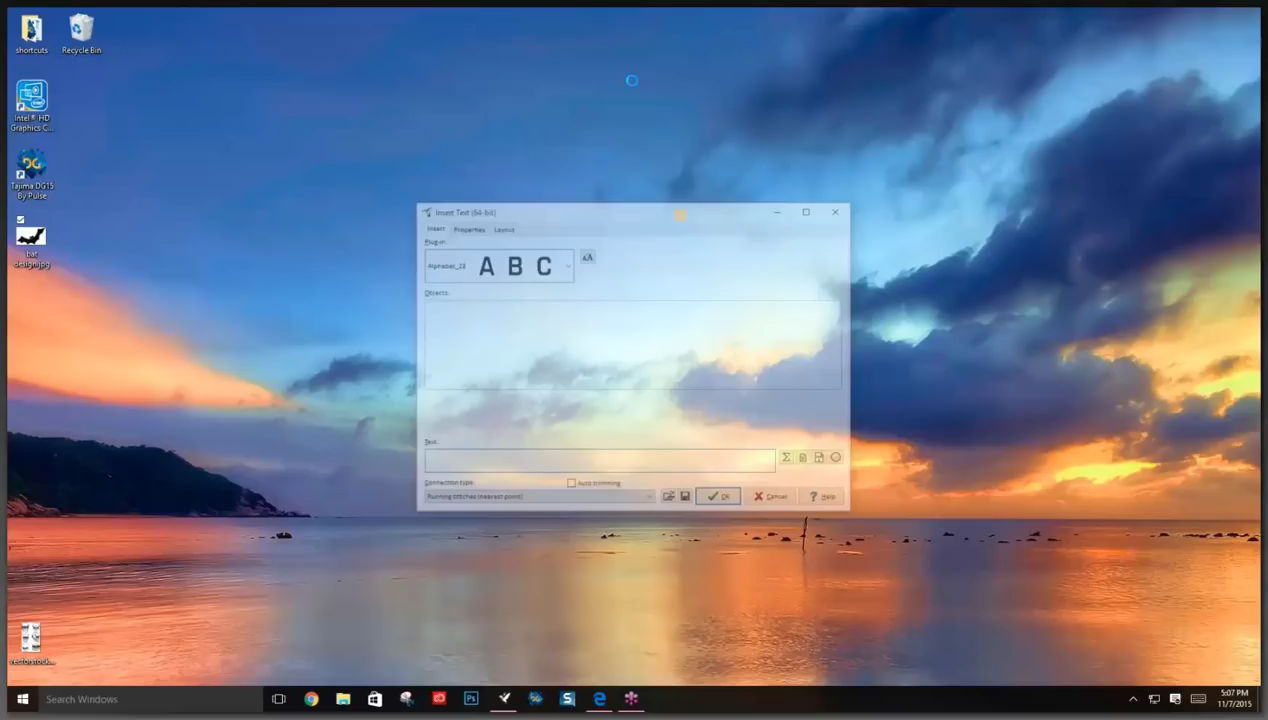 shortcuts
Recycle Bin
Intel® HD
Graphics C...
Tajima DG15
By Pulse
bat
design.jpg
vectorstock...
Insert Text (64-bit)
Insert Properties Layout
Plug-in:
Alphabet_23 A B C
Objects:
Text:
Connection type: Auto trimming
Running stitches (nearest point) Ok Cancel Help
Search Windows
Ps
S
5:07 PM
11/7/2015